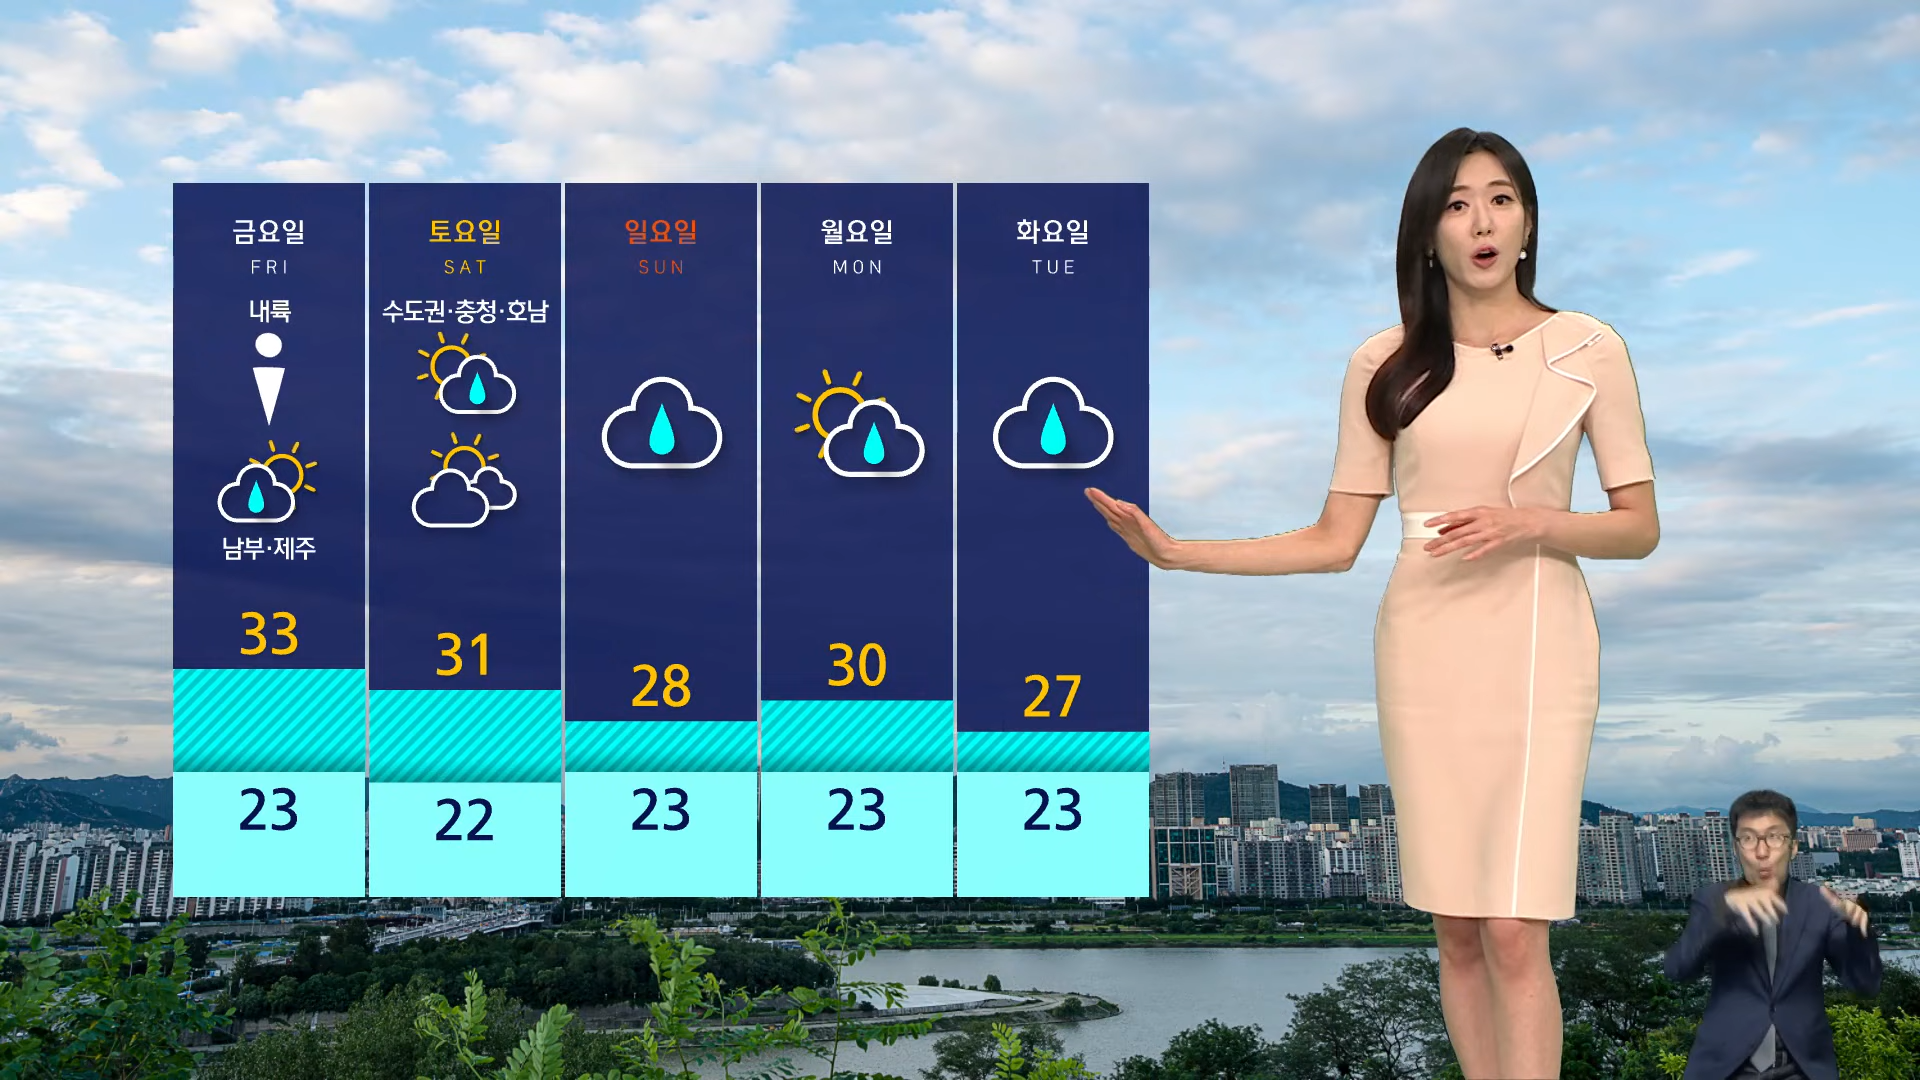 금요일
FRI
내륙
남부·제주
33
23
토요일
SAT
수도권·충청·호남
31
22
일요일
SUN
28
23
월요일
MON
30
23
화요일
TUE
27
23